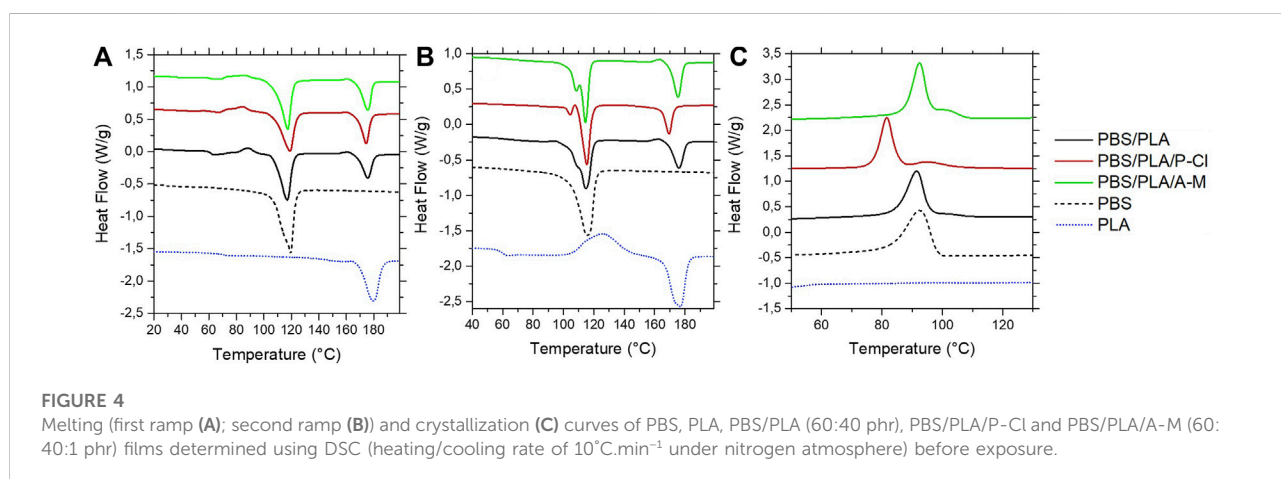 A
1,5
1,0
0,5
0,0
-0,5
-1,0
-1,5
-2,0
-2,5
Heat Flow (W/g)
20 40 60 80 100 120 140 160 180
Temperature (°C)
B
1,0
0,5
0,0
-0,5
-1,0
-1,5
-2,0
-2,5
Heat Flow (W/g)
40 60 80 100 120 140 160 180
Temperature (°C)
C
3,5
3,0
2,5
2,0
1,5
1,0
0,5
0,0
-0,5
-1,0
-1,5
Heat Flow (W/g)
60 80 100 120
Temperature (°C)
PBS/PLA
PBS/PLA/P-Cl
PBS/PLA/A-M
PBS
PLA
FIGURE 4
Melting (first ramp (A); second ramp (B)) and crystallization (C) curves of PBS, PLA, PBS/PLA (60:40 phr), PBS/PLA/P-Cl and PBS/PLA/A-M (60:
40:1 phr) films determined using DSC (heating/cooling rate of 10°C.min⁻¹ under nitrogen atmosphere) before exposure.